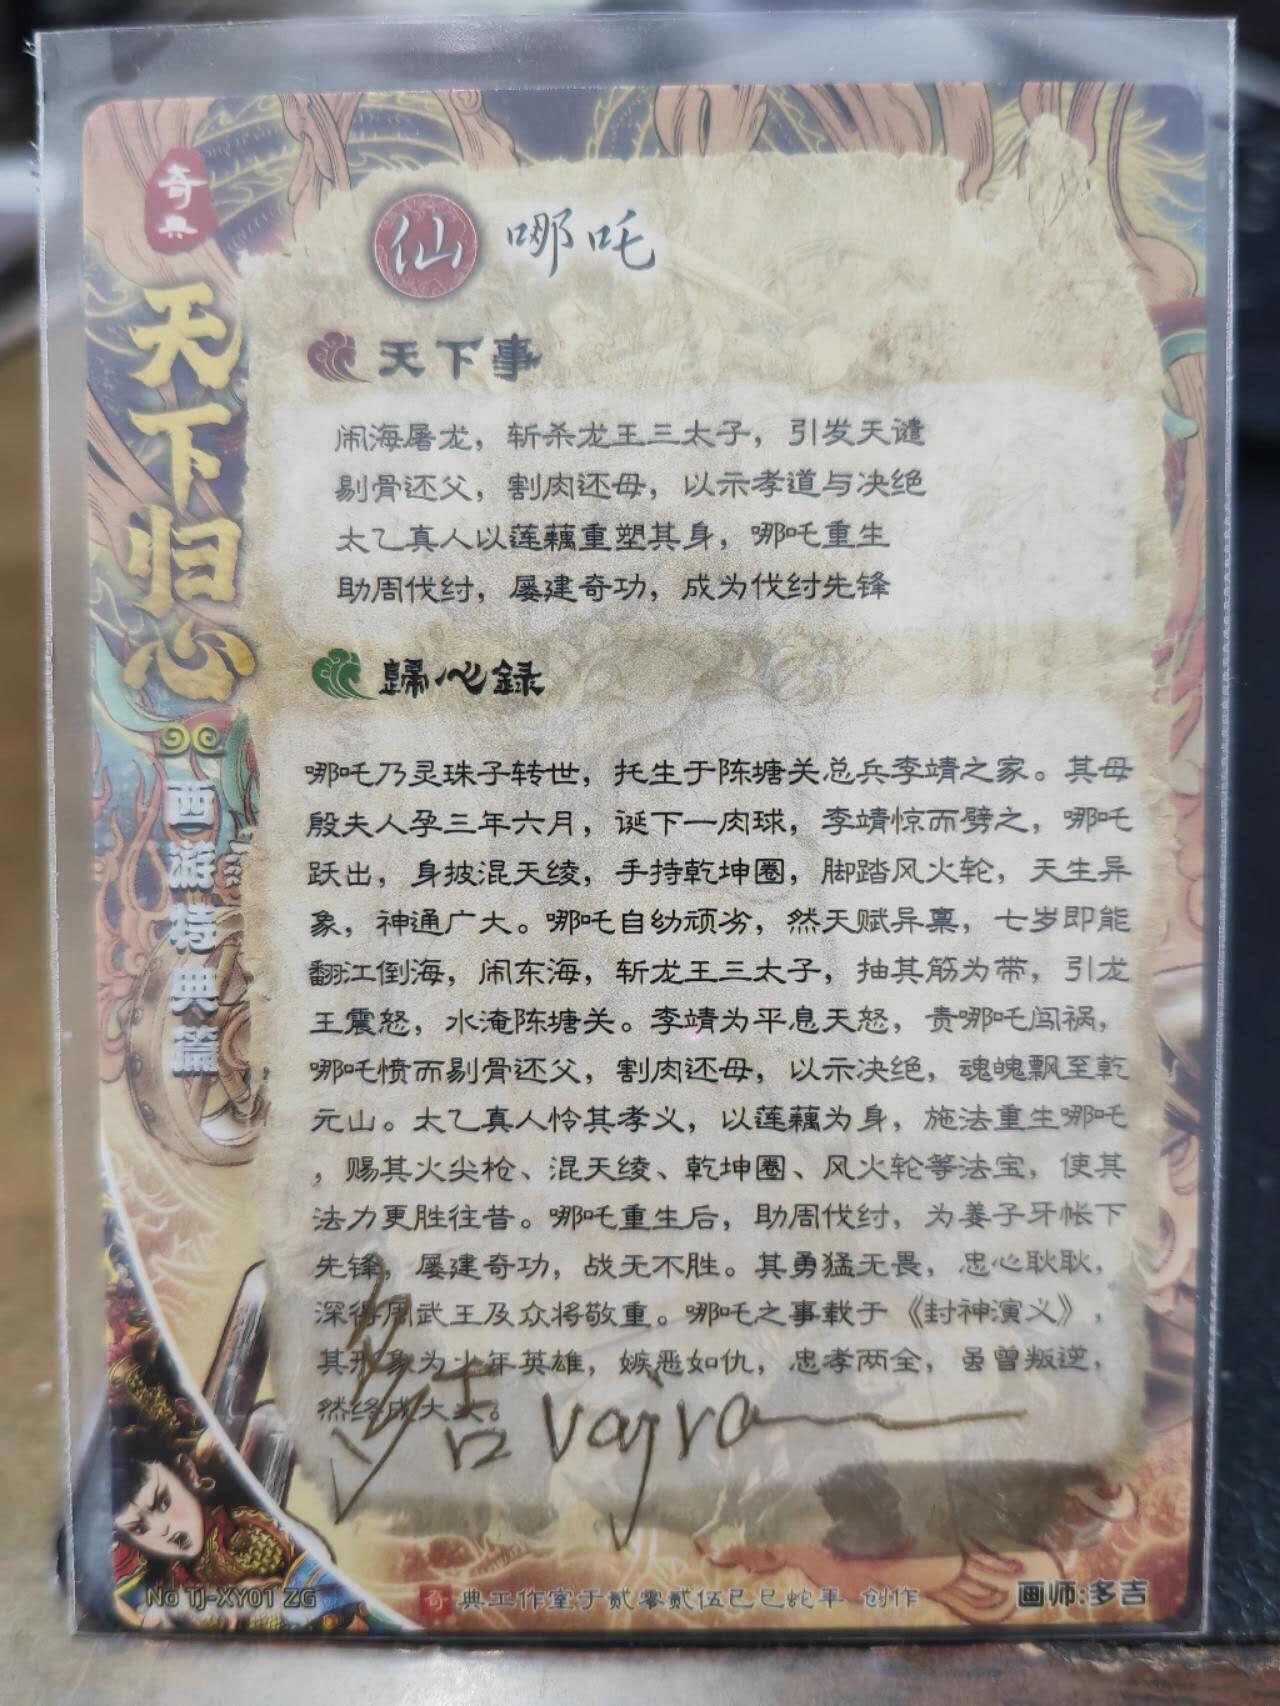 奇典
天下归心
西游特典篇
仙 哪吒
天下事
闹海屠龙，斩杀龙王三太子，引发天谴
剔骨还父，割肉还母，以示孝道与决绝
太乙真人以莲藕重塑其身，哪吒重生
助周伐纣，屡建奇功，成为伐纣先锋
歸心録
哪吒乃灵珠子转世，托生于陈塘关总兵李靖之家。其母
殷夫人孕三年六月，诞下一肉球，李靖惊而劈之，哪吒
跃出，身披混天绫，手持乾坤圈，脚踏风火轮，天生异
象，神通广大。哪吒自幼顽劣，然天赋异禀，七岁即能
翻江倒海，闹东海，斩龙王三太子，抽其筋为带，引龙
王震怒，水淹陈塘关。李靖为平息天怒，责哪吒闯祸，
哪吒愤而剔骨还父，割肉还母，以示决绝，魂魄飘至乾
元山。太乙真人怜其孝义，以莲藕为身，施法重生哪吒
，赐其火尖枪、混天绫、乾坤圈、风火轮等法宝，使其
法力更胜往昔。哪吒重生后，助周伐纣，为姜子牙帐下
先锋，屡建奇功，战无不胜。其勇猛无畏，忠心耿耿，
深得周武王及众将敬重。哪吒之事载于《封神演义》，
其形象为少年英雄，嫉恶如仇，忠孝两全，虽曾叛逆，
然终成大义。
多吉 vajra
No TJ-XY01 ZG
奇典工作室于贰零贰伍已巳蛇年 创作
画师:多吉